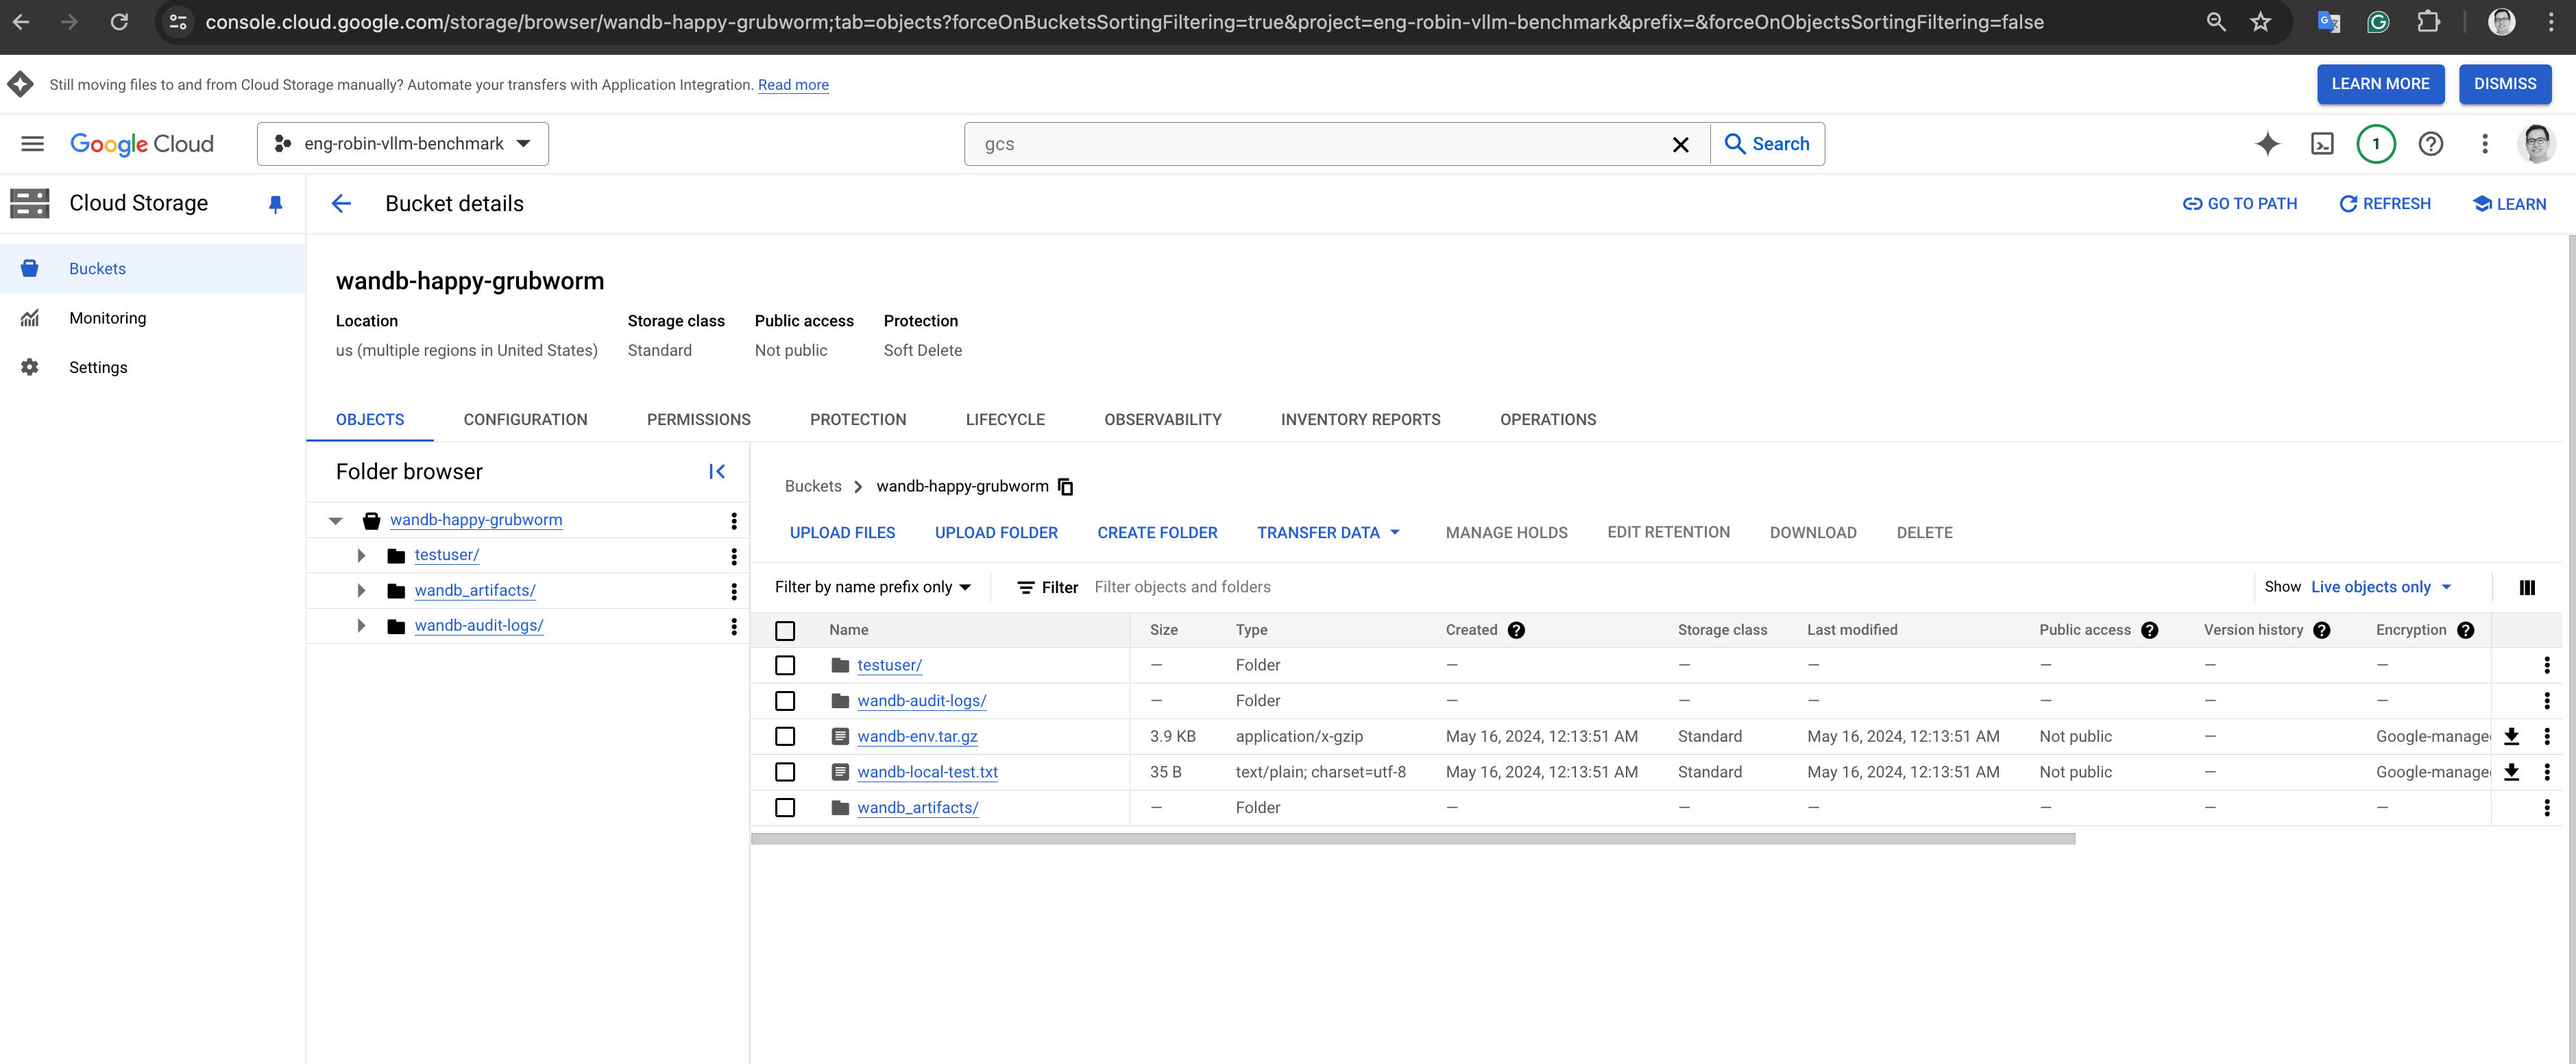 console.cloud.google.com/storage/browser/wandb-happy-grubworm;tab=objects?forceOnBucketsSortingFiltering=true&project=eng-robin-vllm-benchmark&prefix=&forceOnObjectsSortingFiltering=false
Still moving files to and from Cloud Storage manually? Automate your transfers with Application Integration. Read more
LEARN MORE
DISMISS
Google Cloud
eng-robin-vllm-benchmark
gcs
Search
1
Cloud Storage
Bucket details
GO TO PATH
REFRESH
LEARN
Buckets
Monitoring
Settings
wandb-happy-grubworm
Location Storage class Public access Protection
us (multiple regions in United States) Standard Not public Soft Delete
OBJECTS CONFIGURATION PERMISSIONS PROTECTION LIFECYCLE OBSERVABILITY INVENTORY REPORTS OPERATIONS
Folder browser
wandb-happy-grubworm
testuser/
wandb_artifacts/
wandb-audit-logs/
Buckets > wandb-happy-grubworm
UPLOAD FILES UPLOAD FOLDER CREATE FOLDER TRANSFER DATA MANAGE HOLDS EDIT RETENTION DOWNLOAD DELETE
Filter by name prefix only Filter Filter objects and folders Show Live objects only
Name Size Type Created Storage class Last modified Public access Version history Encryption
testuser/ — Folder — — — — — —
wandb-audit-logs/ — Folder — — — — — —
wandb-env.tar.gz 3.9 KB application/x-gzip May 16, 2024, 12:13:51 AM Standard May 16, 2024, 12:13:51 AM Not public — Google-manage
wandb-local-test.txt 35 B text/plain; charset=utf-8 May 16, 2024, 12:13:51 AM Standard May 16, 2024, 12:13:51 AM Not public — Google-manage
wandb_artifacts/ — Folder — — — — — —